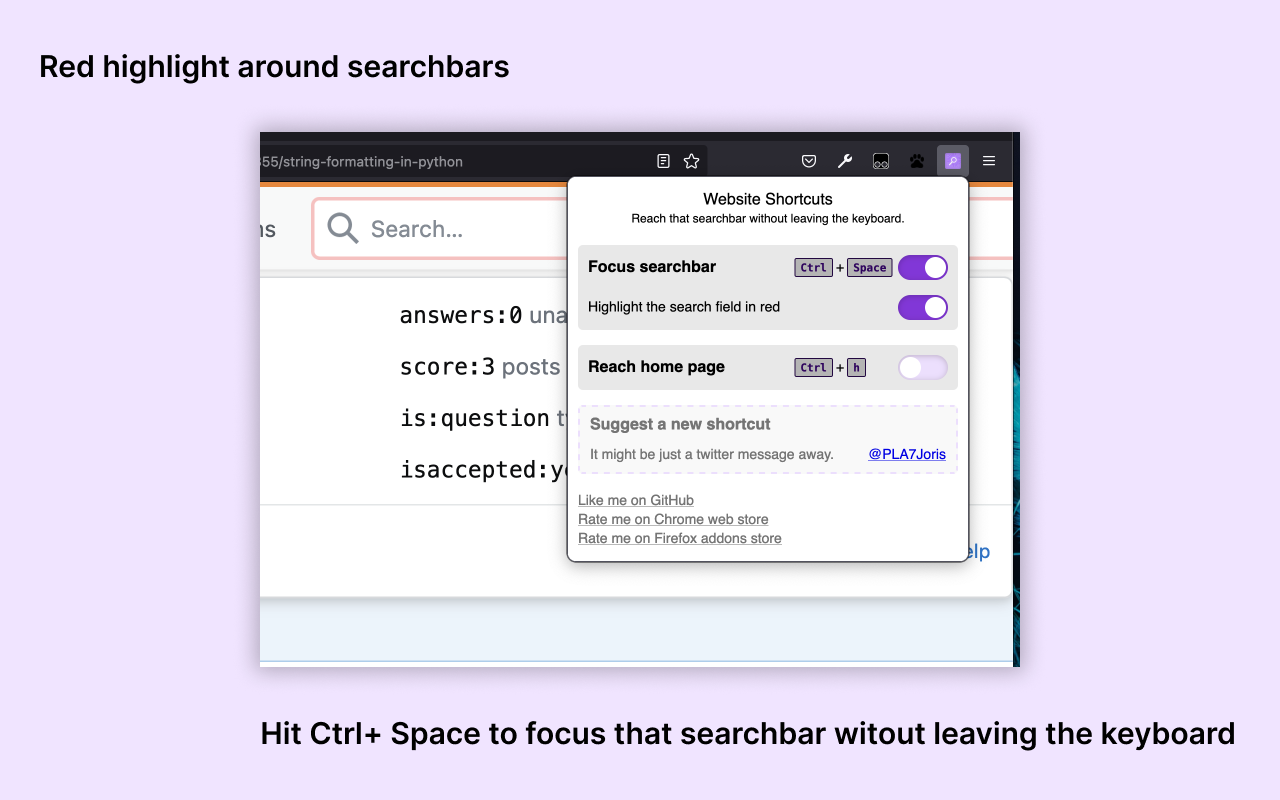 Red highlight around searchbars
355/string-formatting-in-python
Website Shortcuts
Reach that searchbar without leaving the keyboard.
Search...
Focus searchbar Ctrl + Space
Highlight the search field in red
answers:0 una
Reach home page Ctrl + h
score:3 posts
is:question
Suggest a new shortcut
It might be just a twitter message away. @PLA7Joris
isaccepted:ye
Like me on GitHub
Rate me on Chrome web store
Rate me on Firefox addons store
elp
Hit Ctrl+ Space to focus that searchbar witout leaving the keyboard